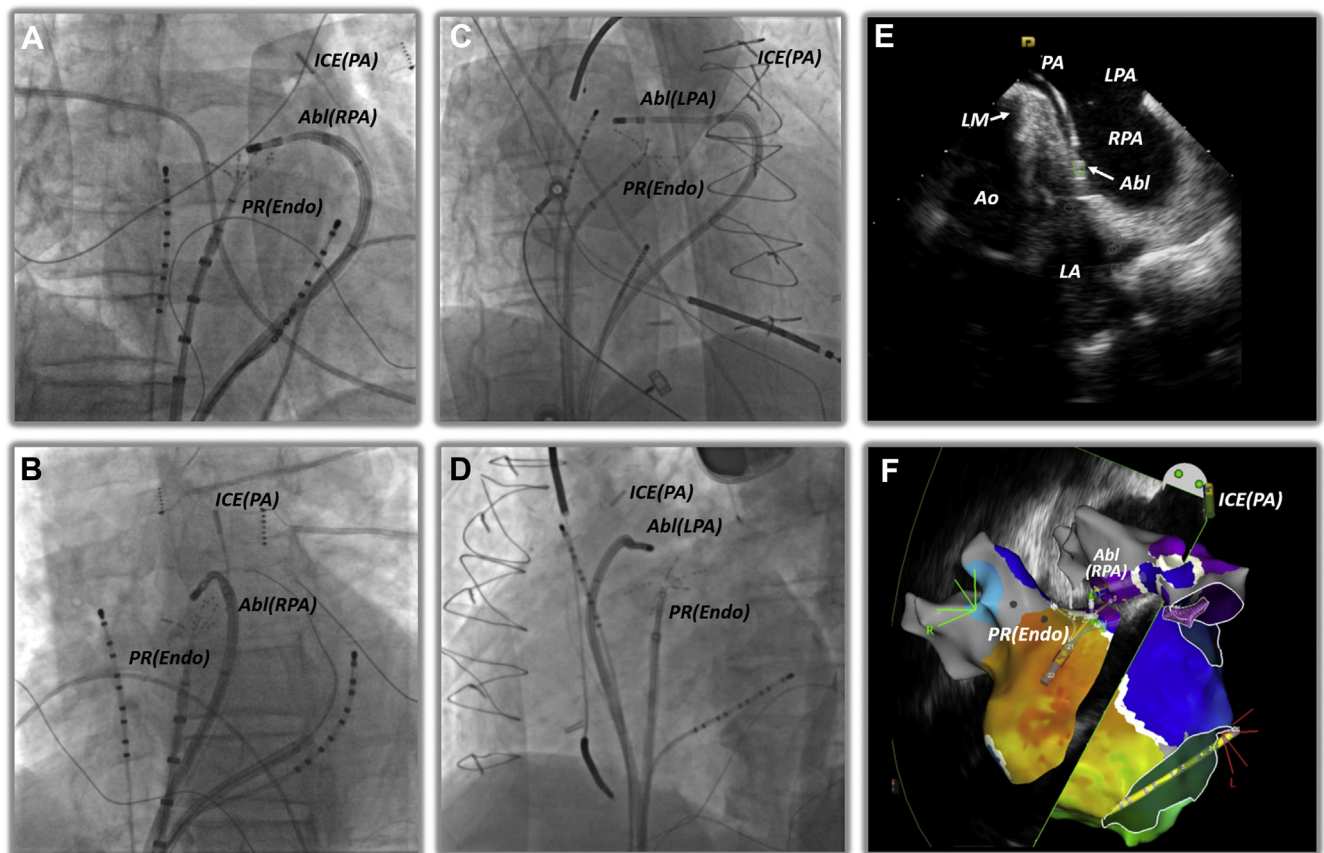 A
ICE(PA)
Abl(RPA)
PR(Endo)
B
ICE(PA)
Abl(RPA)
PR(Endo)
C
ICE(PA)
Abl(LPA)
PR(Endo)
D
ICE(PA)
Abl(LPA)
PR(Endo)
E
P
PA
LPA
LM
RPA
Abl
Ao
LA
F
ICE(PA)
Abl
(RPA)
PR(Endo)
R
L